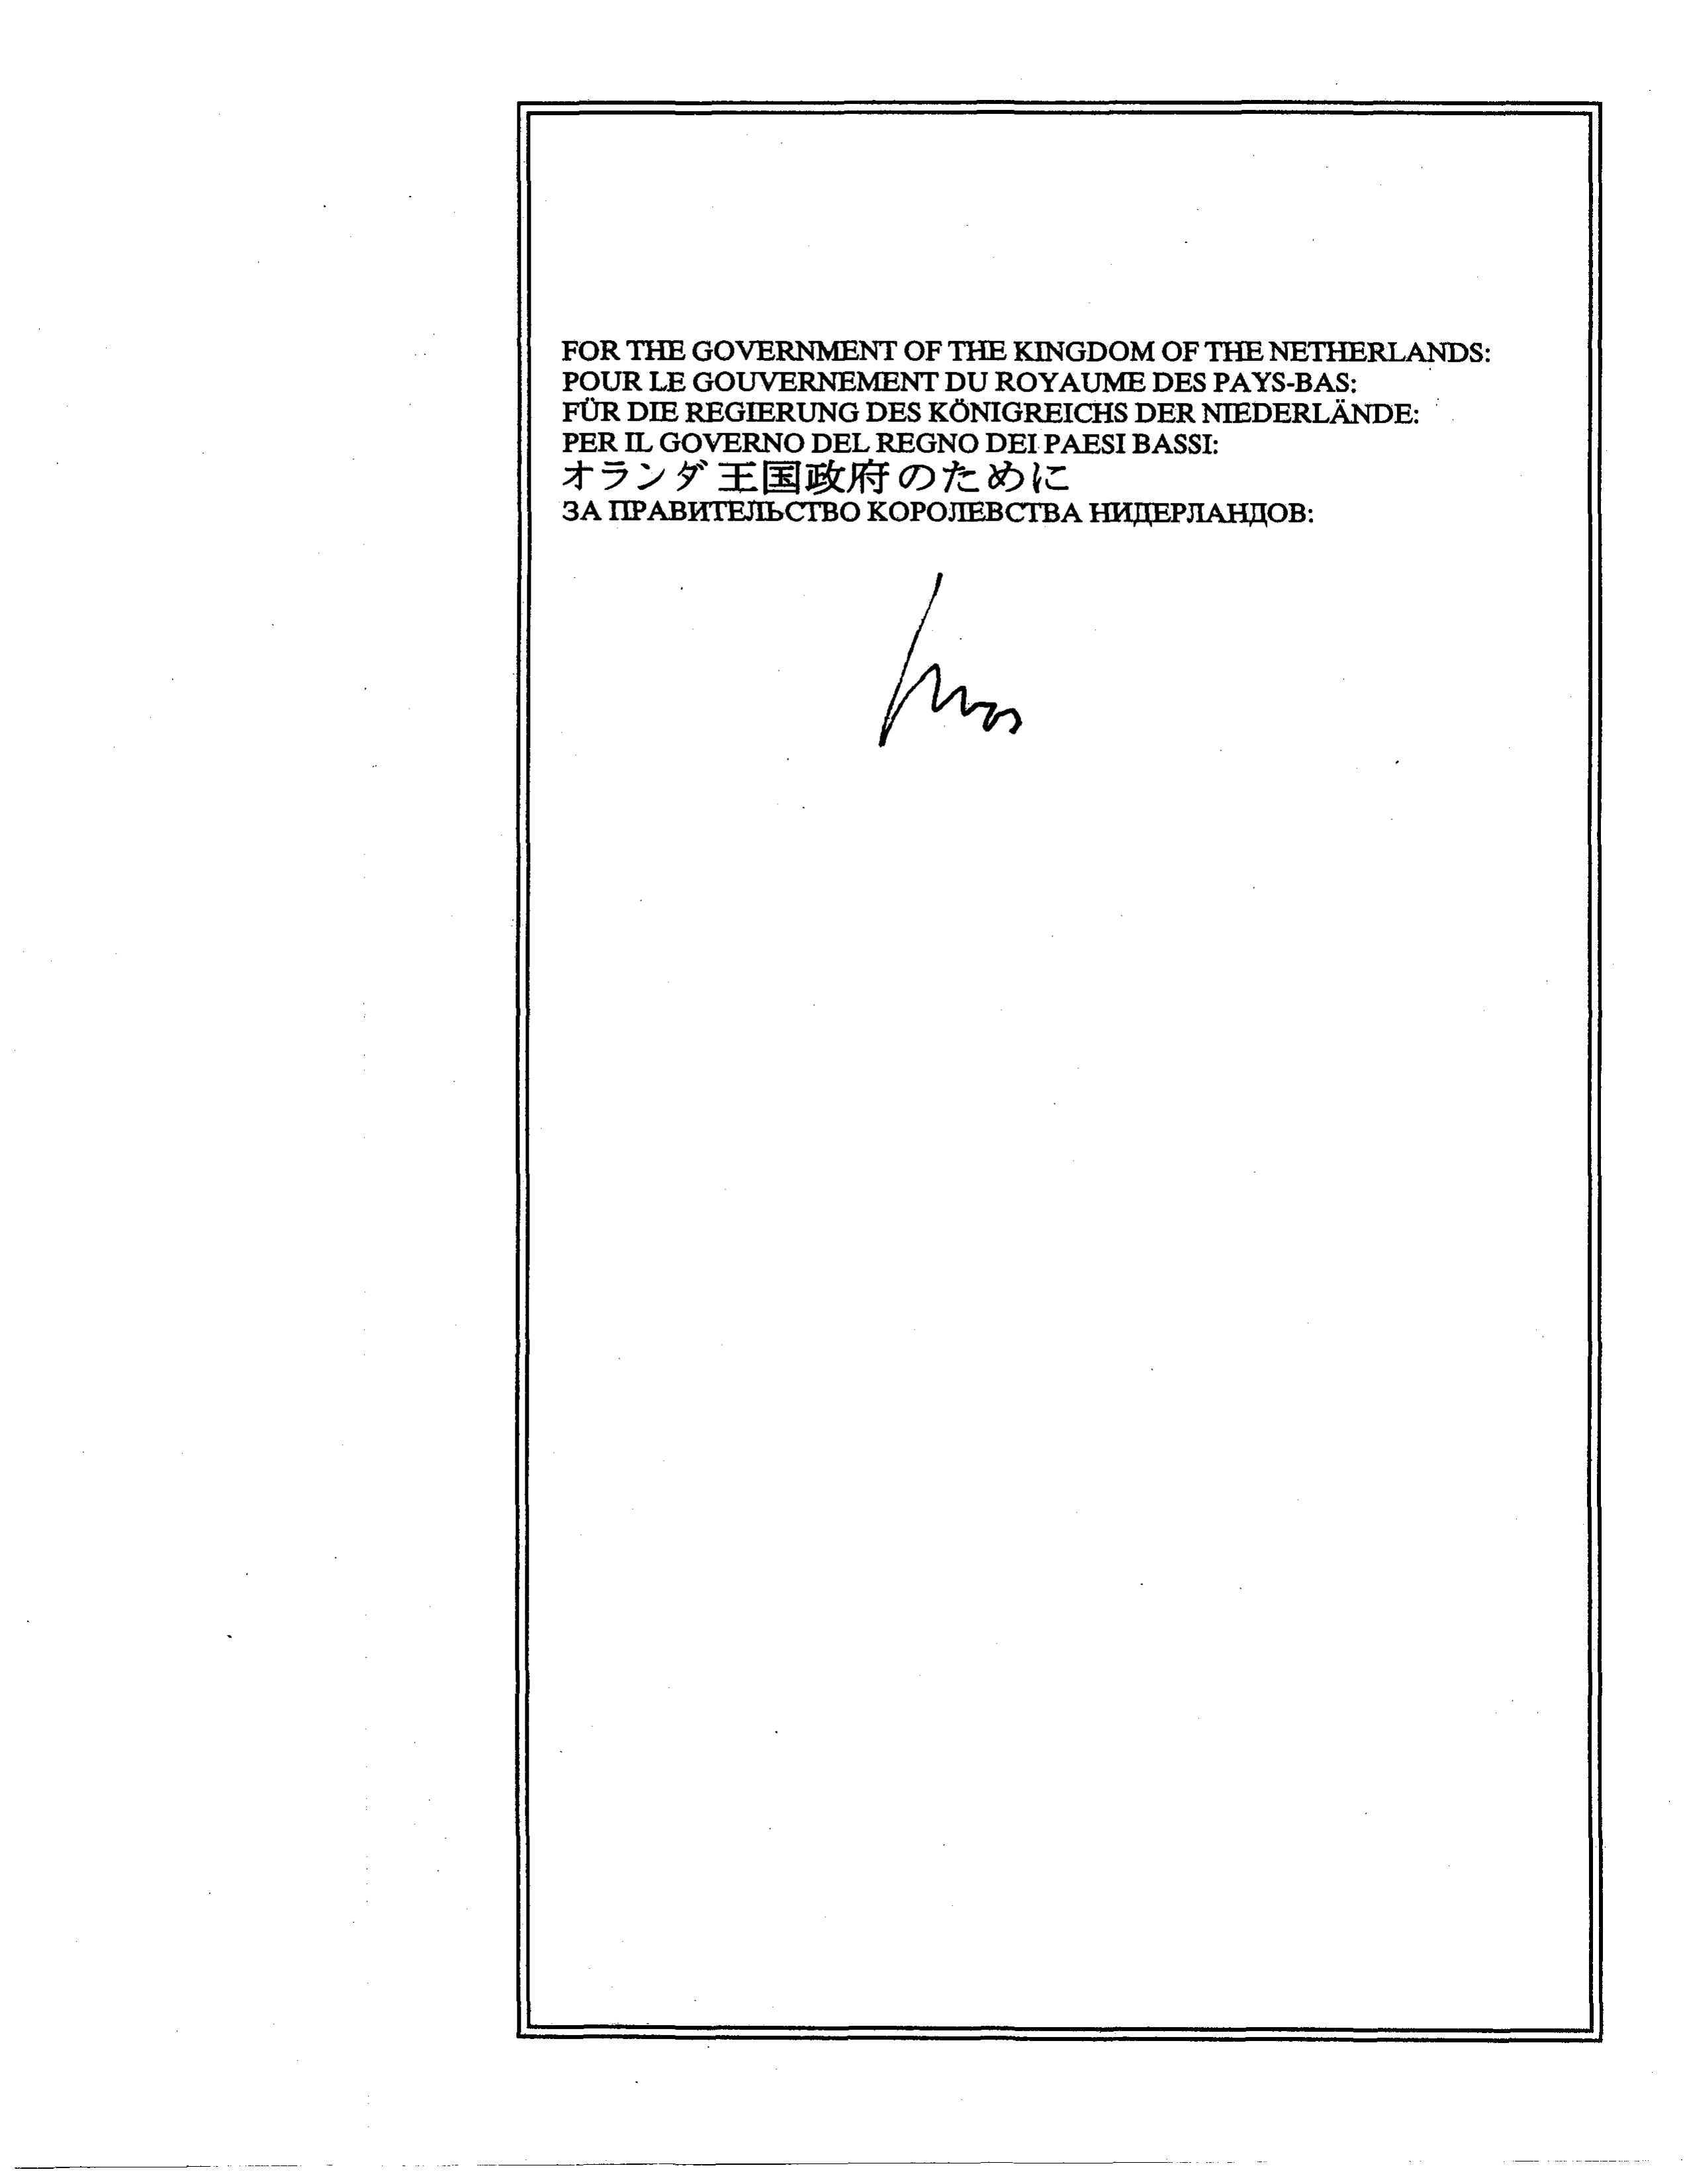 FOR THE GOVERNMENT OF THE KINGDOM OF THE NETHERLANDS:
POUR LE GOUVERNEMENT DU ROYAUME DES PAYS-BAS:
FÜR DIE REGIERUNG DES KÖNIGREICHS DER NIEDERLÄNDE:
PER IL GOVERNO DEL REGNO DEI PAESI BASSI:
オランダ王国政府のために
ЗА ПРАВИТЕЛЬСТВО КОРОЛЕВСТВА НИДЕРЛАНДОВ: